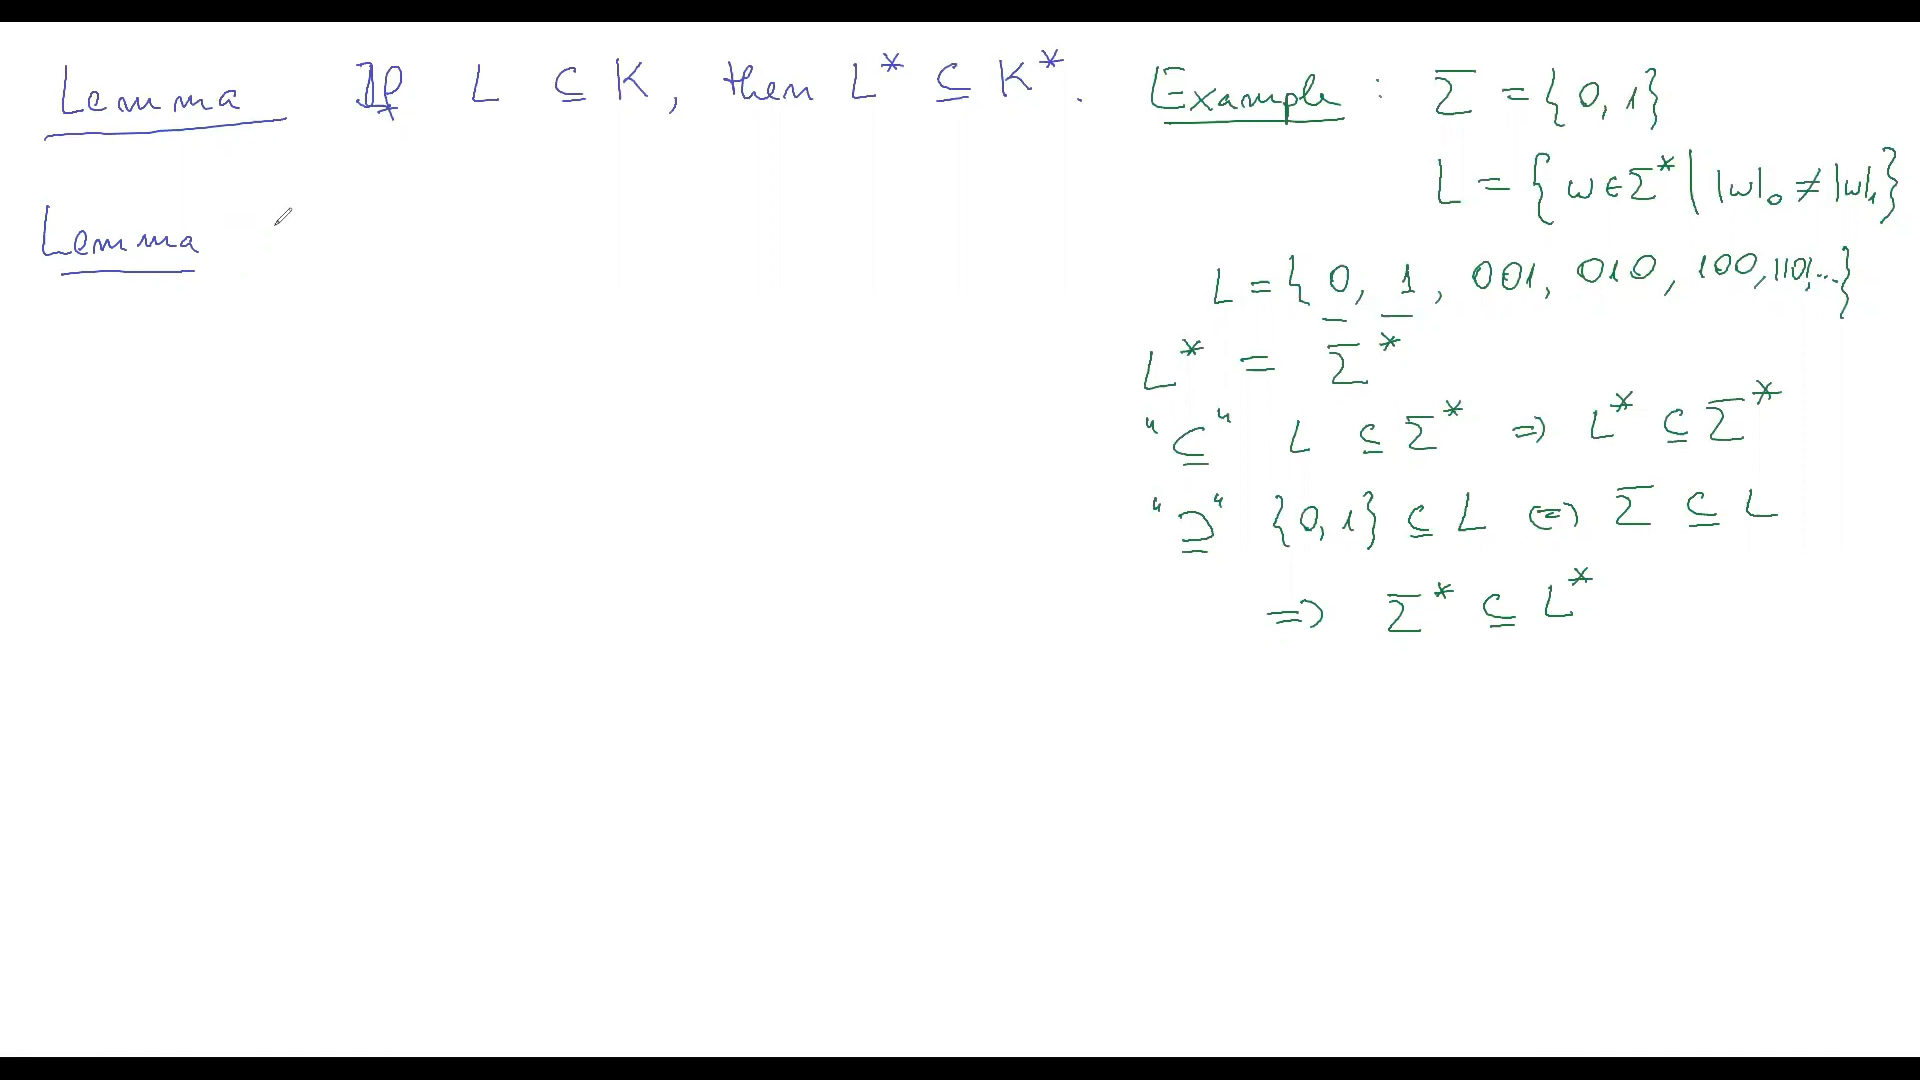 Lemma If L ⊆ K, then L* ⊆ K*.
Lemma
Example : Σ = {0, 1}
L = {w ∈ Σ* | |w|₀ ≠ |w|₁}
L = {0, 1, 001, 010, 100, 110, ...}
L* = Σ*
"⊆" L ⊆ Σ* ⇒ L* ⊆ Σ*
"⊇" {0, 1} ⊆ L ⇔ Σ ⊆ L
⇒ Σ* ⊆ L*